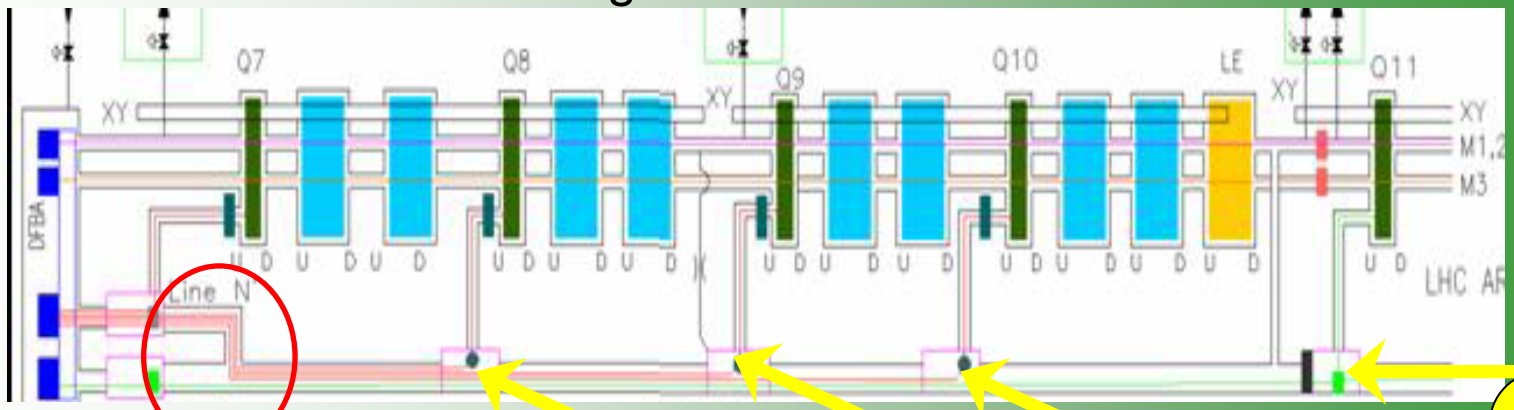 Q7
Q8
Q9
Q10
LE
Q11
XY
XY
XY
XY
M1,2
M3
DFBA
U D U D U D U D U D U D U D U D
Line N'
LHC AR